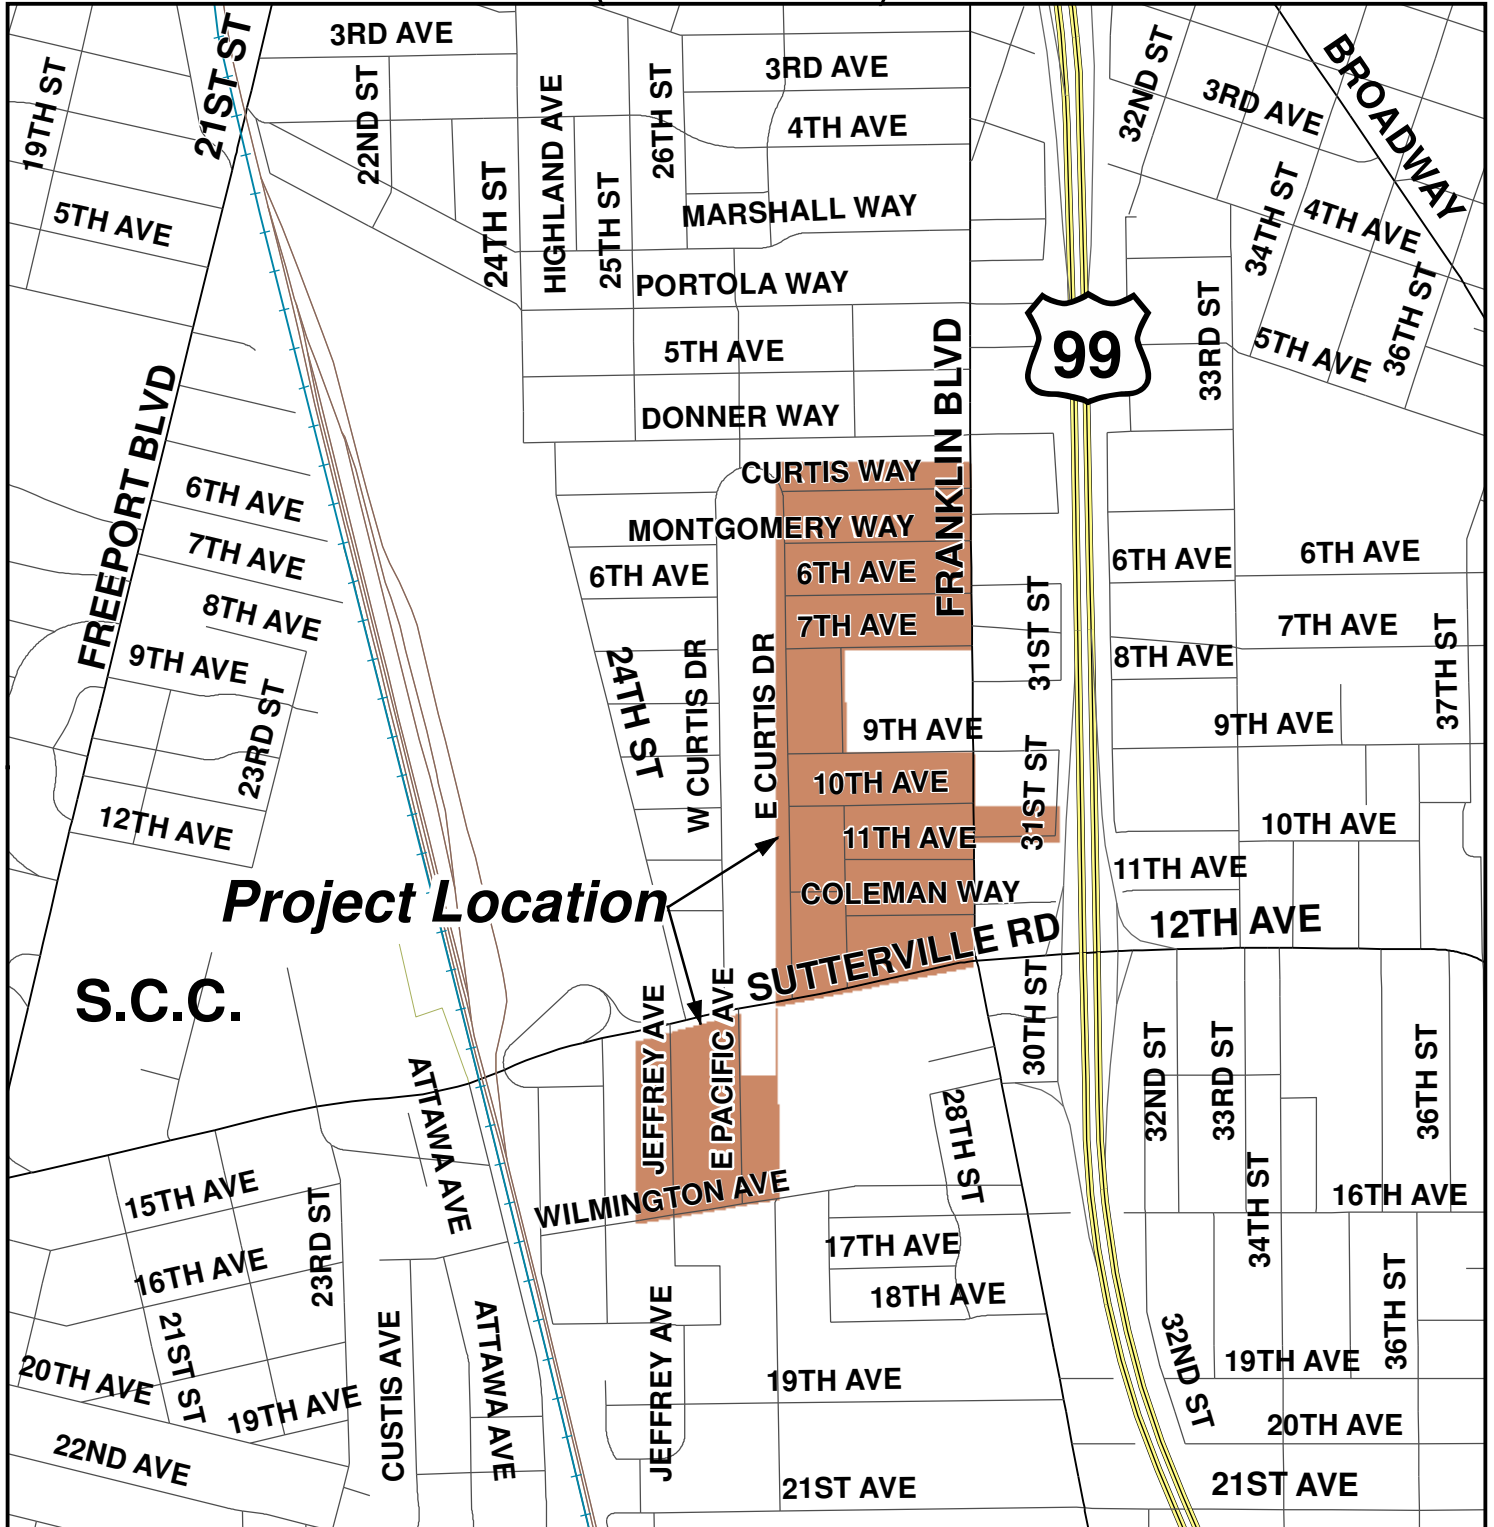 3RD AVE
21ST ST
19TH ST
22ND ST
3RD AVE
32ND ST
BROADWAY
3RD AVE
26TH ST
HIGHLAND AVE
4TH AVE
24TH ST
25TH ST
5TH AVE
MARSHALL WAY
34TH ST
4TH AVE
PORTOLA WAY
33RD ST
36TH ST
5TH AVE
99
5TH AVE
FRANKLIN BLVD
DONNER WAY
FREEPORT BLVD
CURTIS WAY
6TH AVE
MONTGOMERY WAY
7TH AVE
6TH AVE
6TH AVE
6TH AVE
6TH AVE
8TH AVE
7TH AVE
31ST ST
7TH AVE
9TH AVE
8TH AVE
37TH ST
24TH ST
W CURTIS DR
E CURTIS DR
23RD ST
9TH AVE
9TH AVE
10TH AVE
31ST ST
12TH AVE
11TH AVE
10TH AVE
11TH AVE
Project Location
COLEMAN WAY
12TH AVE
S.C.C.
SUTTERVILLE RD
JEFFREY AVE
E PACIFIC AVE
30TH ST
32ND ST
33RD ST
36TH ST
ATTAWA AVE
28TH ST
15TH AVE
WILMINGTON AVE
34TH ST
16TH AVE
23RD ST
17TH AVE
16TH AVE
18TH AVE
21ST ST
CUSTIS AVE
ATTAWA AVE
JEFFREY AVE
32ND ST
36TH ST
19TH AVE
20TH AVE
19TH AVE
19TH AVE
20TH AVE
22ND AVE
21ST AVE
21ST AVE